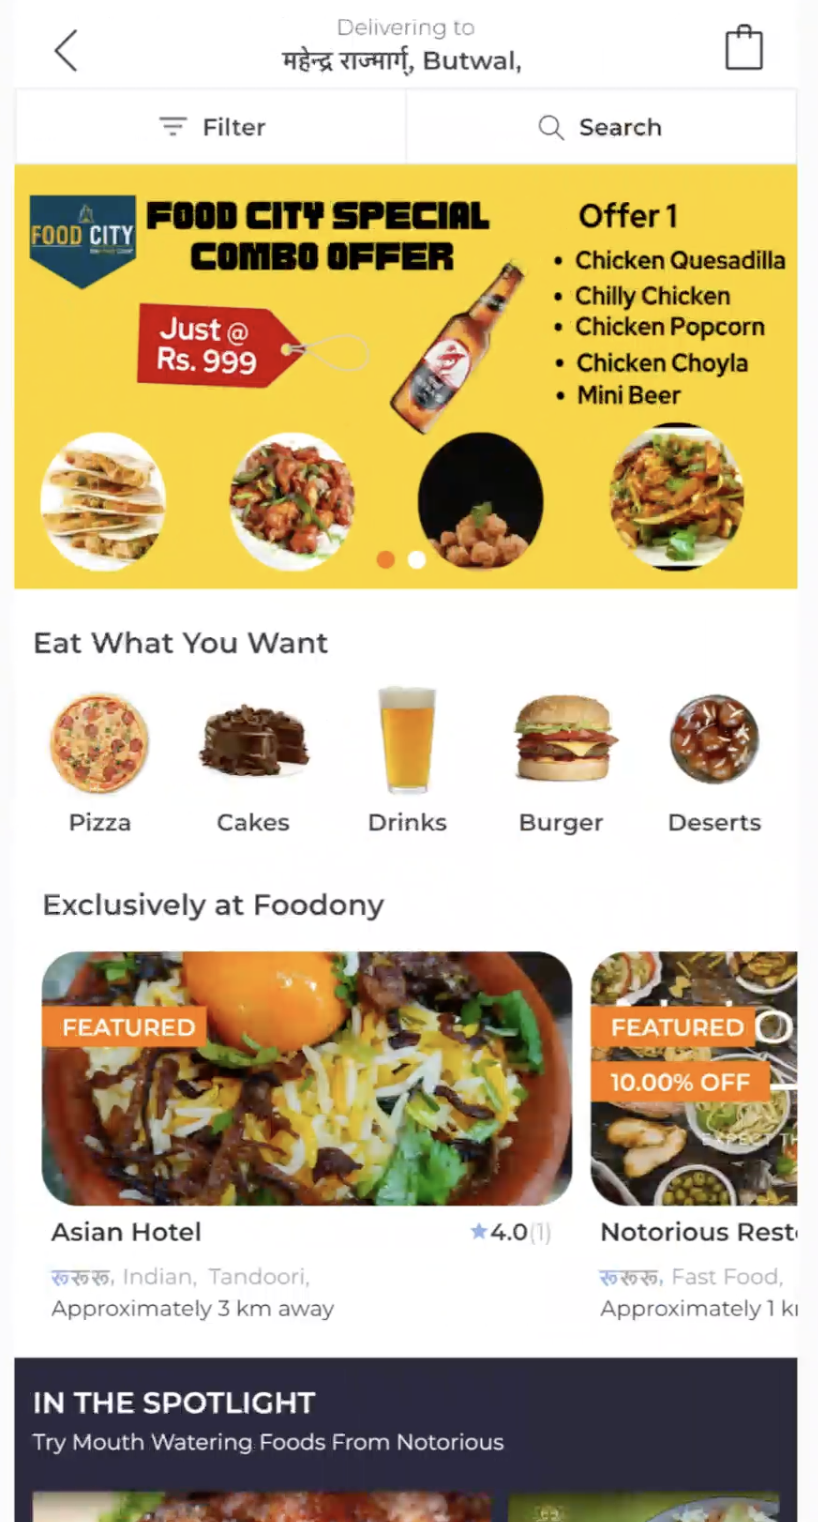 Delivering to
महेन्द्र राज्मार्ग्, Butwal,
Filter
Search
FOOD CITY
FOOD CITY SPECIAL
COMBO OFFER
Just @
Rs. 999
Offer 1
• Chicken Quesadilla
• Chilly Chicken
• Chicken Popcorn
• Chicken Choyla
• Mini Beer
Eat What You Want
Pizza
Cakes
Drinks
Burger
Deserts
Exclusively at Foodony
FEATURED
Asian Hotel
★4.0(1)
रूरूरू, Indian, Tandoori,
Approximately 3 km away
FEATURED
10.00% OFF
EXPECT TH
Notorious Rest
रूरूरू, Fast Food,
Approximately 1 k
IN THE SPOTLIGHT
Try Mouth Watering Foods From Notorious